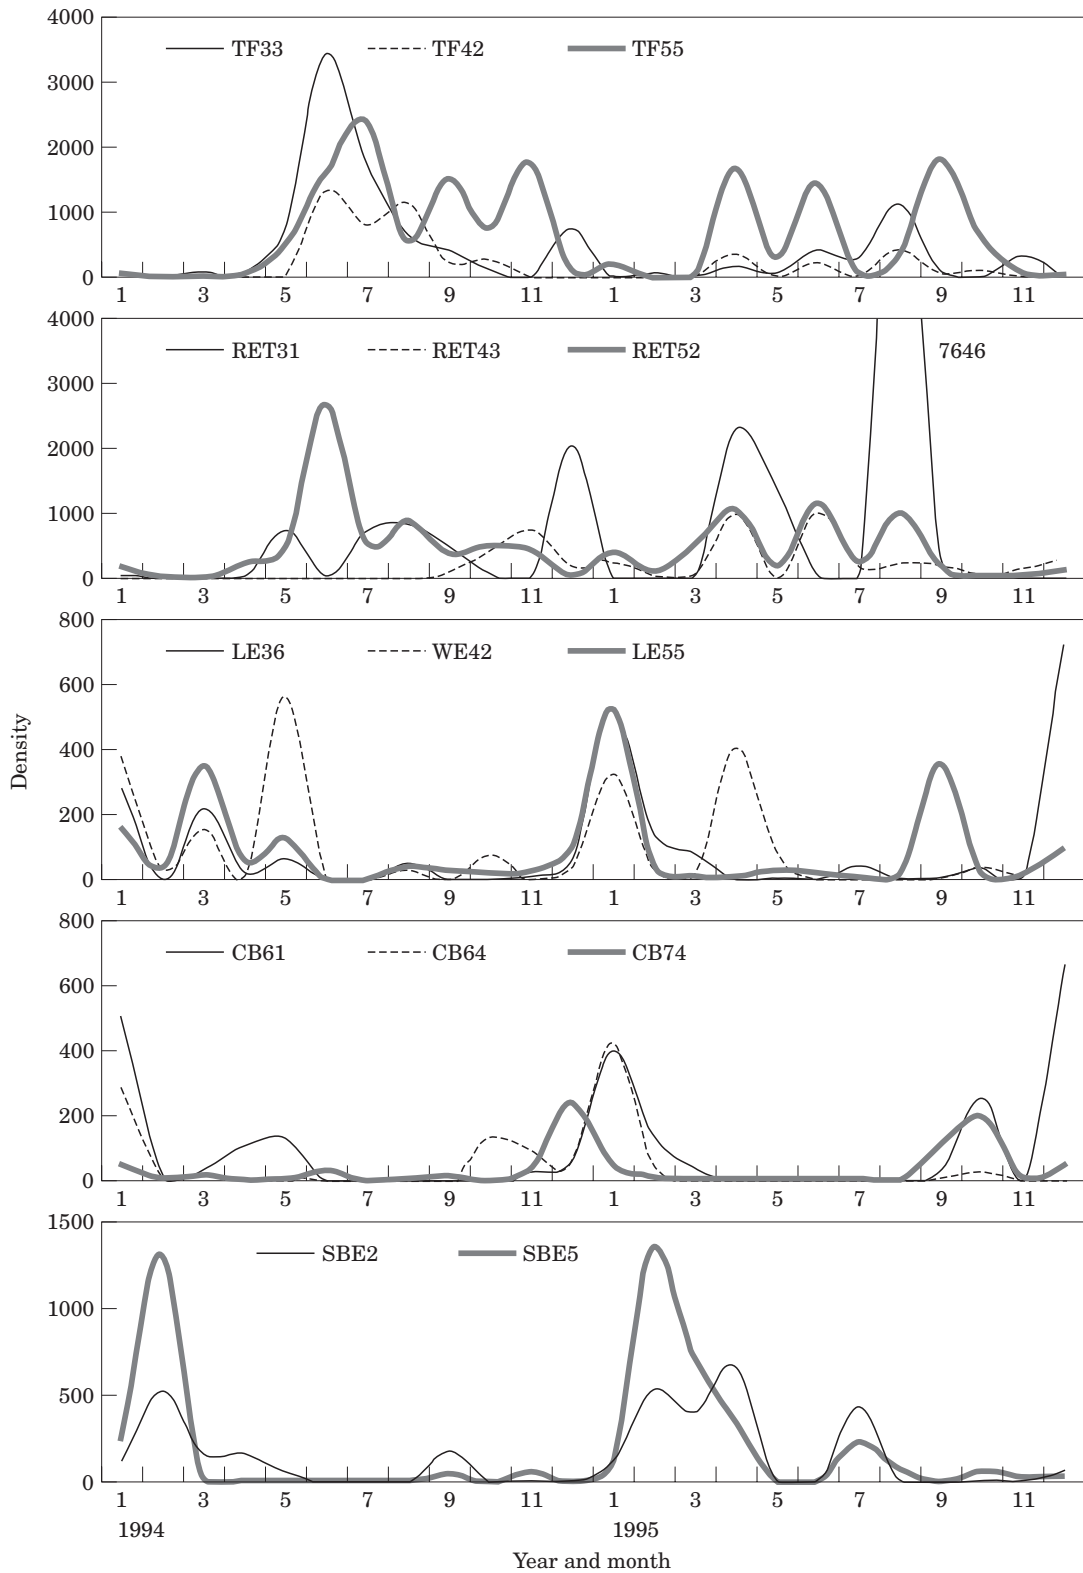 4000
TF33 TF42 TF55
3000
2000
1000
0
1 3 5 7 9 11 1 3 5 7 9 11
4000
RET31 RET43 RET52 7646
3000
2000
1000
0
1 3 5 7 9 11 1 3 5 7 9 11
800
LE36 WE42 LE55
600
400
200
0
1 3 5 7 9 11 1 3 5 7 9 11
Density
800
CB61 CB64 CB74
600
400
200
0
1 3 5 7 9 11 1 3 5 7 9 11
1500
SBE2 SBE5
1000
500
0
1 3 5 7 9 11 1 3 5 7 9 11
1994 1995
Year and month